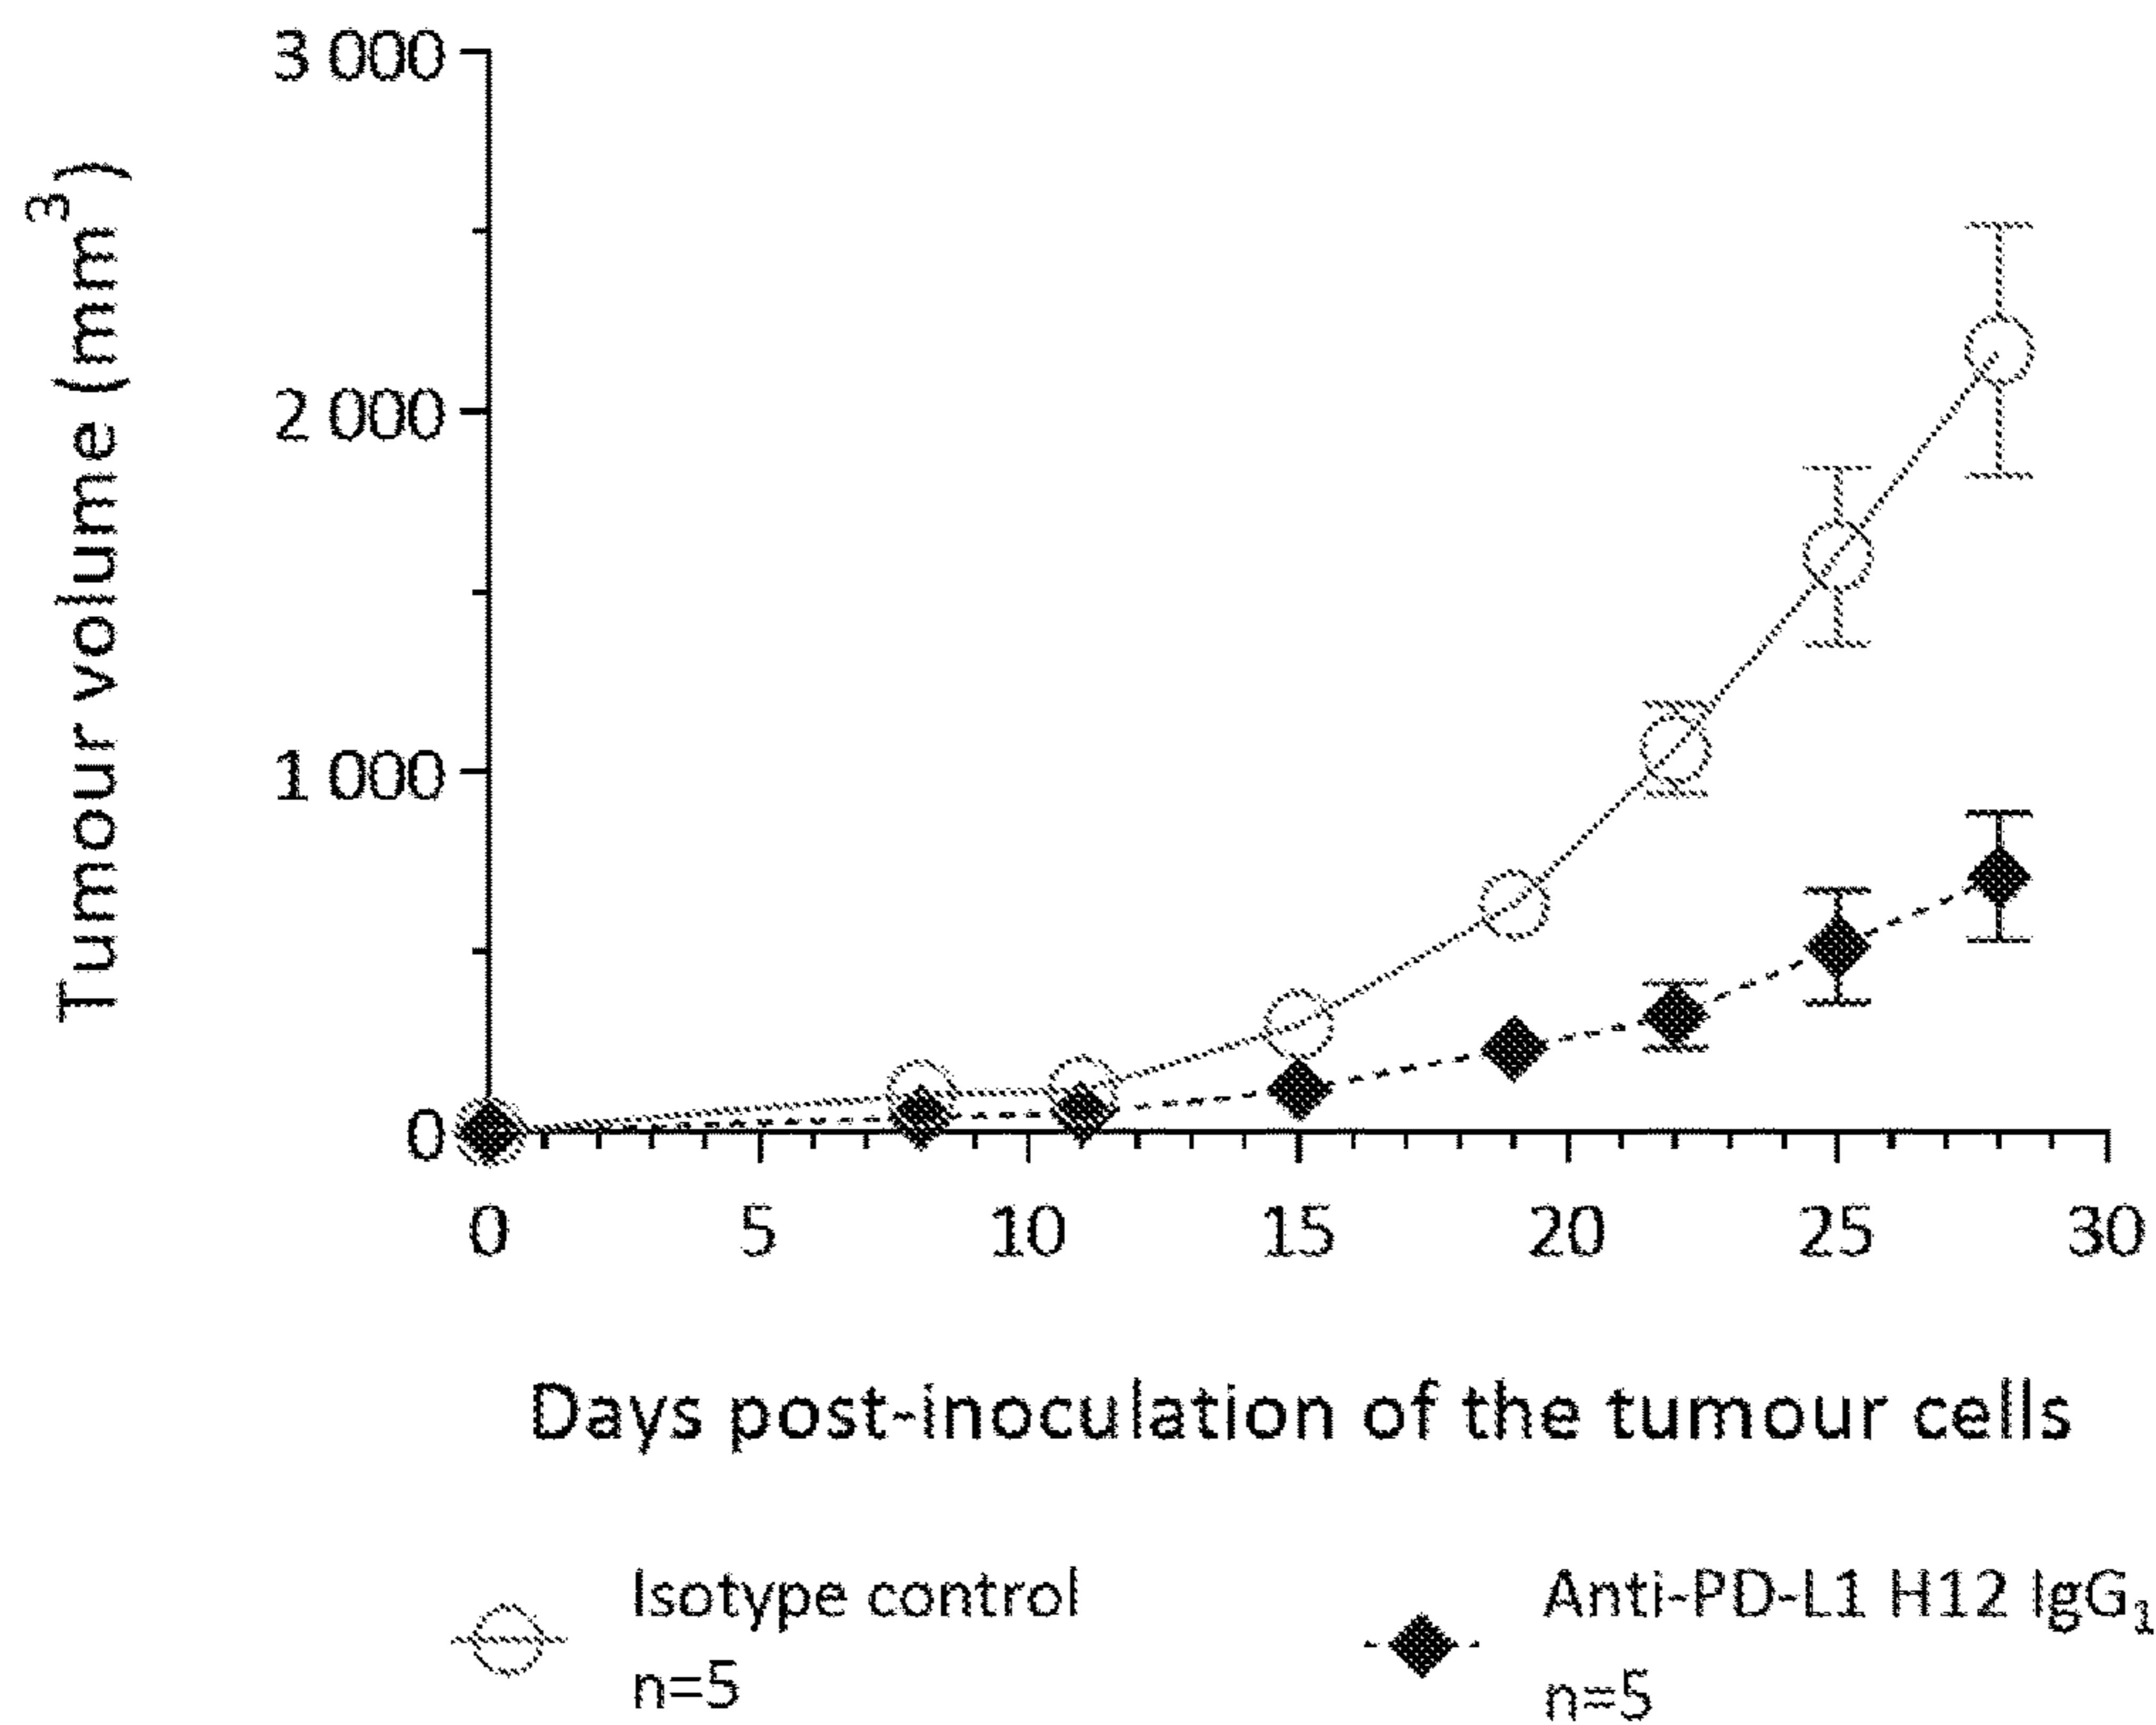 Tumour volume (mm³)
3 000
2 000
1 000
0
0 5 10 15 20 25 30
Days post-inoculation of the tumour cells
Isotype control
n=5
Anti-PD-L1 H12 IgG₁
n=5